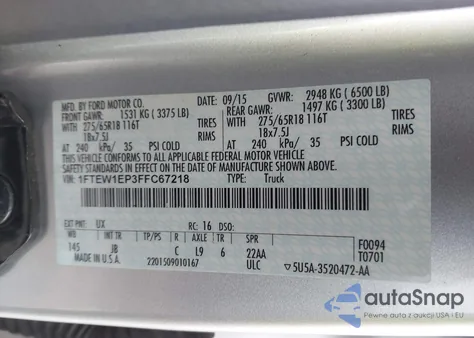 MFD. BY FORD MOTOR CO. 09/15 GVWR: 2948 KG ( 6500 LB)
FRONT GAWR: 1531 KG ( 3375 LB) REAR GAWR: 1497 KG ( 3300 LB)
WITH 275/65R18 116T TIRES WITH 275/65R18 116T TIRES
18x7.5J RIMS 18x7.5J RIMS
AT 240 kPa/ 35 PSI COLD AT 240 kPa/ 35 PSI COLD
THIS VEHICLE CONFORMS TO ALL APPLICABLE FEDERAL MOTOR VEHICLE
SAFETY STANDARDS IN EFFECT ON THE DATE OF MANUFACTURE SHOWN ABOVE.
VIN: 1FTEW1EP3FFC67218 TYPE: Truck
EXT PNT: UX RC: 16 DSO: F0094
WB INT TR TP/PS R AXLE TR SPR T0701
145 JB C L9 6 22AA
MADE IN U.S.A. 2201509010167 ULC 5U5A-3520472-AA
autoSnap
Pewne auto z aukcji USA i EU